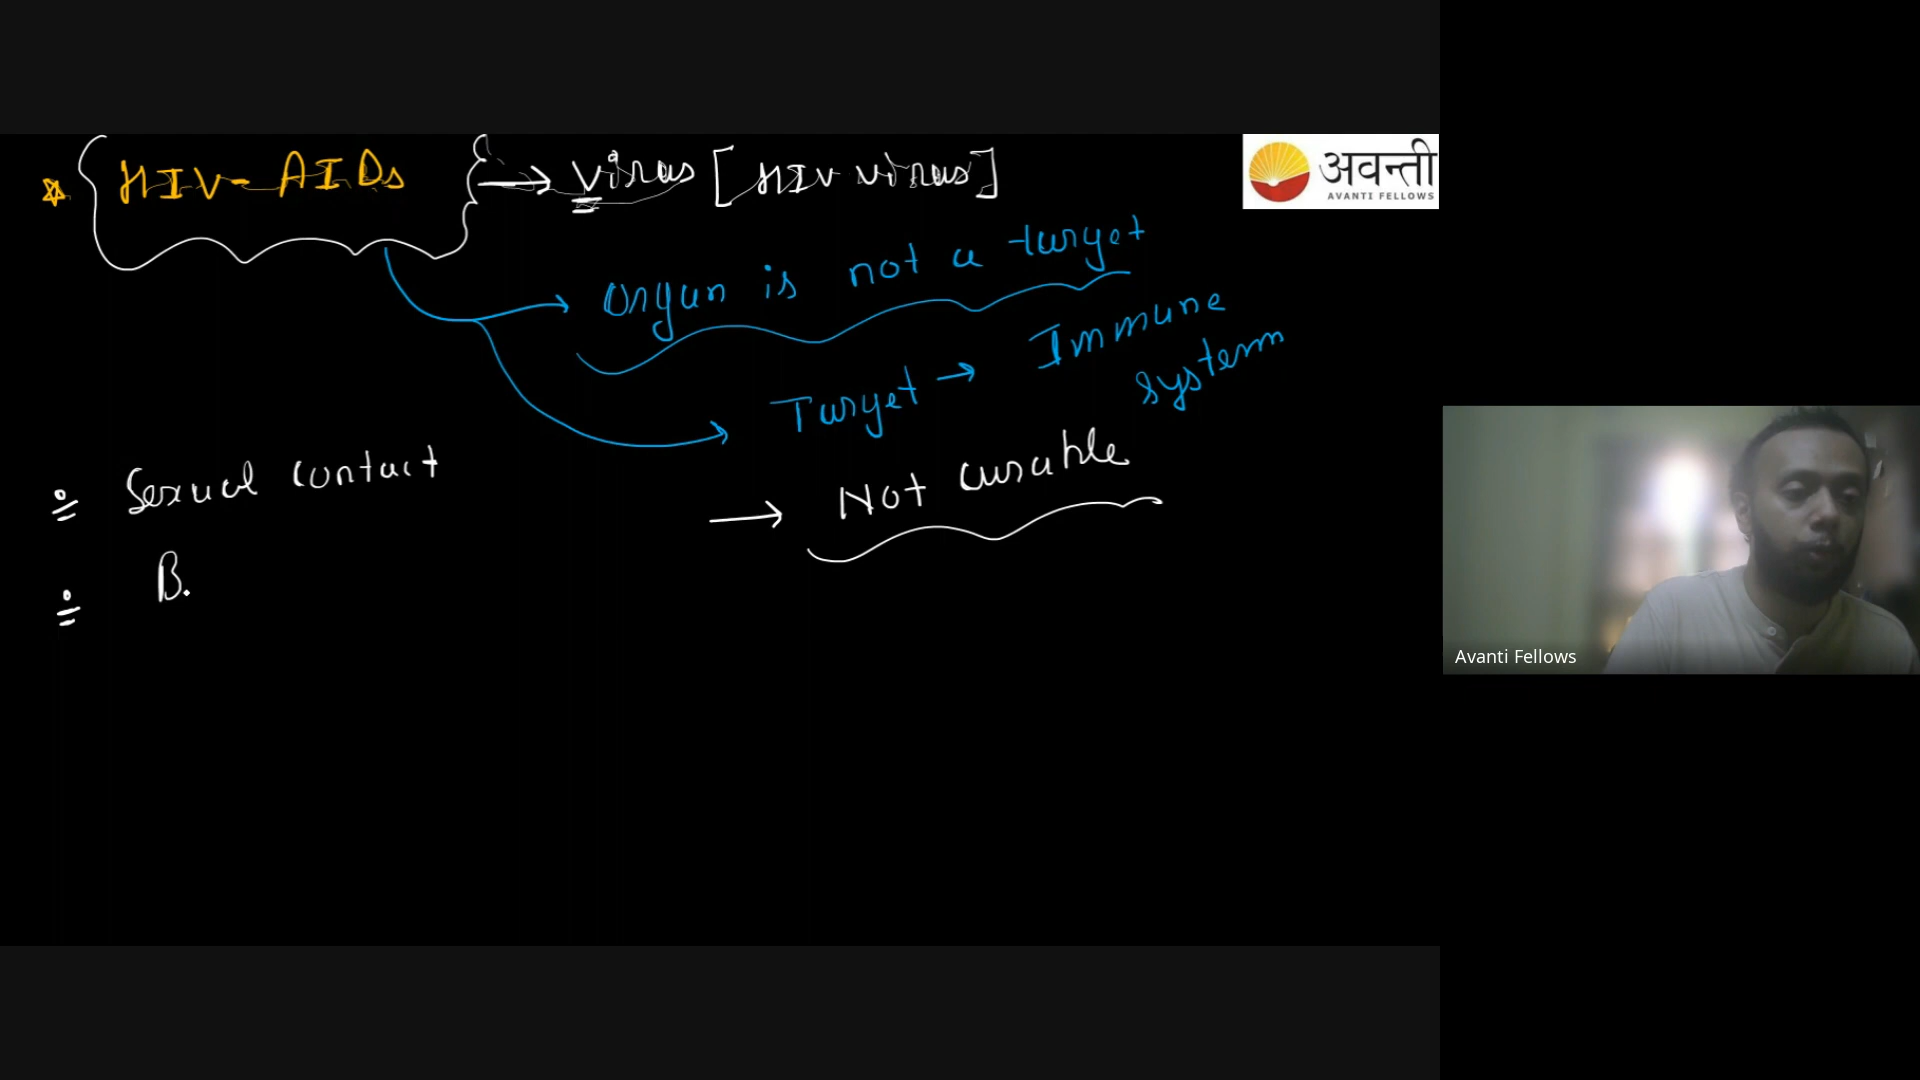 HIV-AIDs → Virus [HIV virus]
अवन्ती
AVANTI FELLOWS
Organ is not a target
Target → Immune
system
Sexual contact
→ Not curable
B.
Avanti Fellows